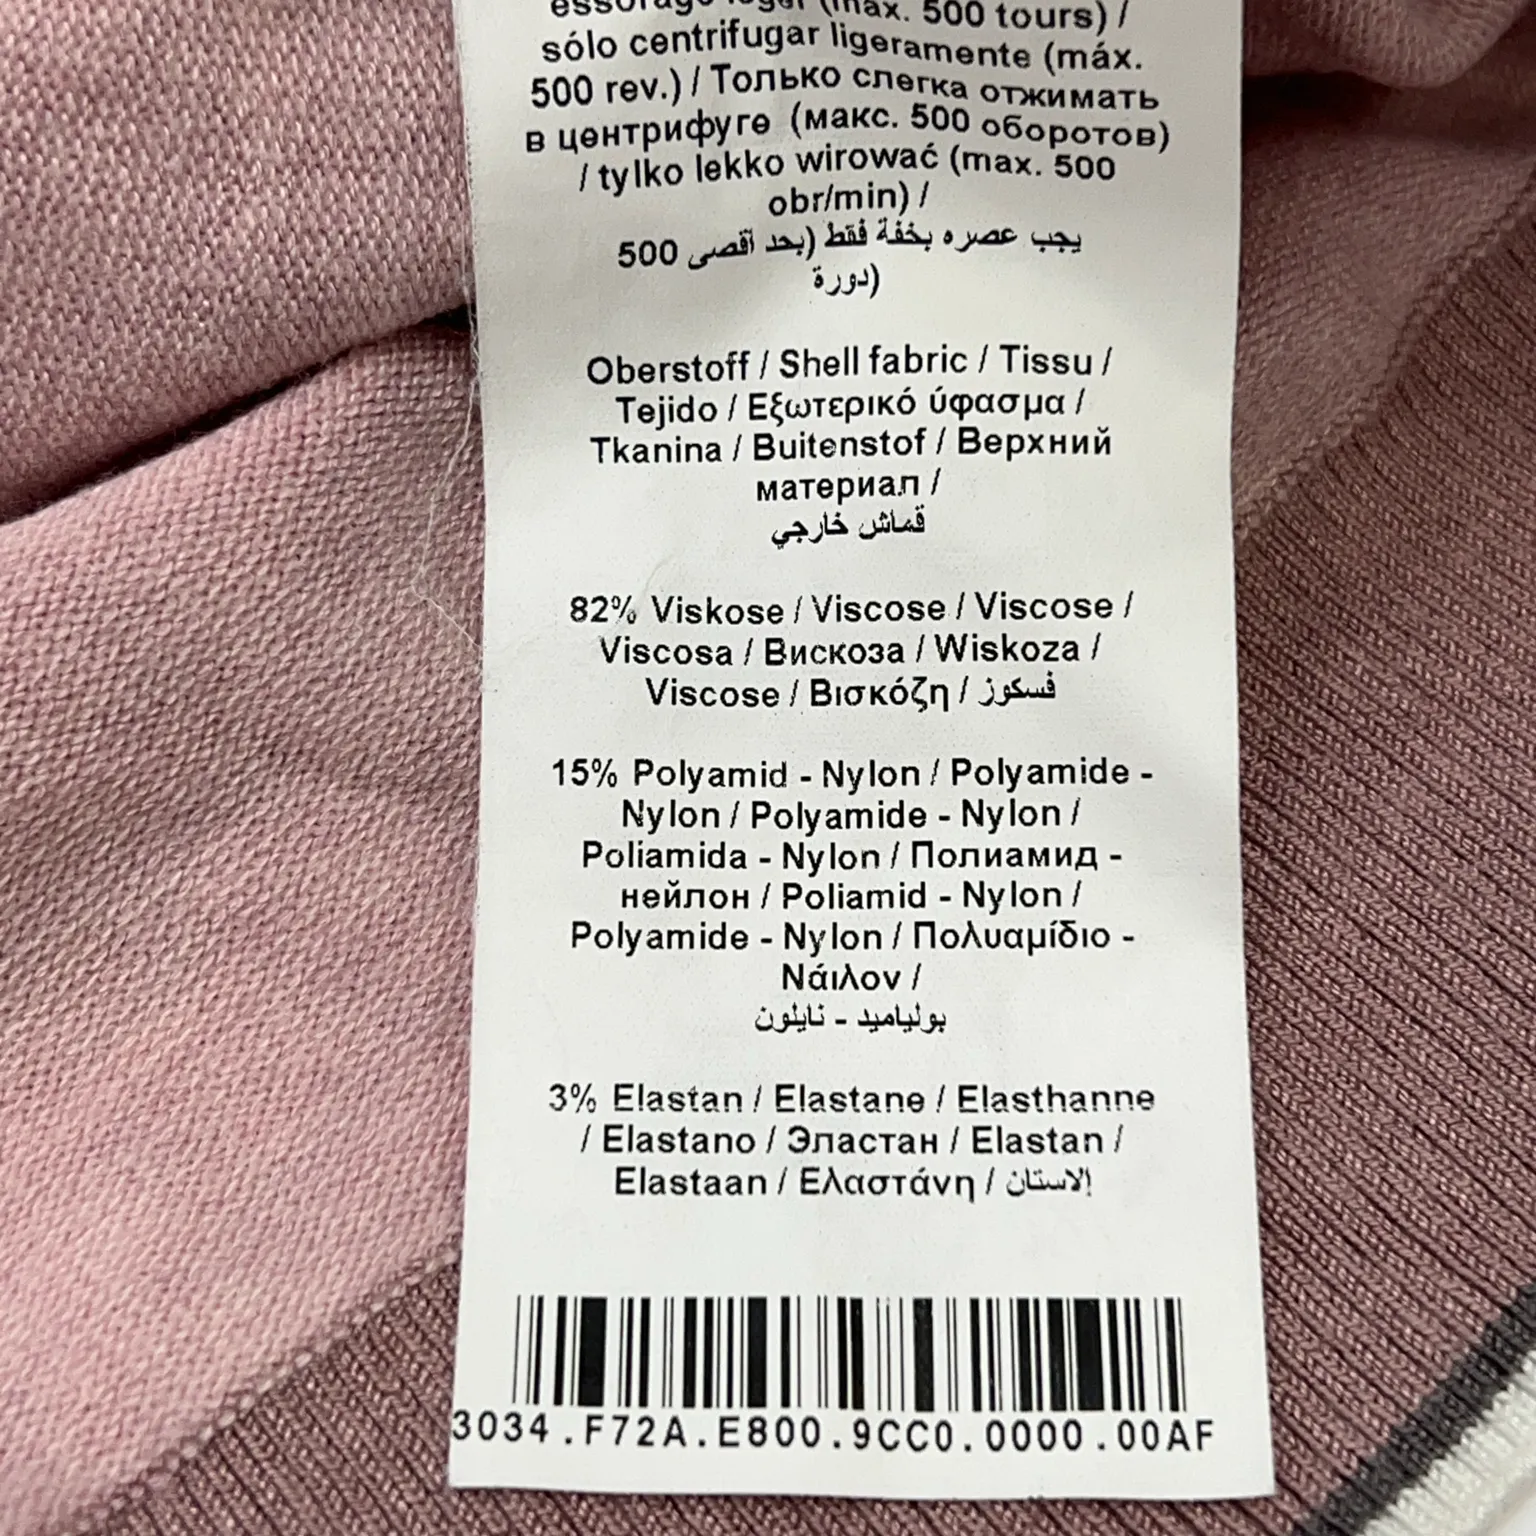 essorage léger (max. 500 tours) /
sólo centrifugar ligeramente (máx.
500 rev.) / Только слегка отжимать
в центрифуге (макс. 500 оборотов)
/ tylko lekko wirować (max. 500
obr/min) /
يجب عصره بخفة فقط (بحد أقصى 500
دورة)
Oberstoff / Shell fabric / Tissu /
Tejido / Εξωτερικό ύφασμα /
Tkanina / Buitenstof / Верхний
материал /
قماش خارجي
82% Viskose / Viscose / Viscose /
Viscosa / Вискоза / Wiskoza /
Viscose / Βισκόζη / فسكوز
15% Polyamid - Nylon / Polyamide -
Nylon / Polyamide - Nylon /
Poliamida - Nylon / Полиамид -
нейлон / Poliamid - Nylon /
Polyamide - Nylon / Πολυαμίδιο -
Νάιλον /
بولياميد - نايلون
3% Elastan / Elastane / Elasthanne
/ Elastano / Эластан / Elastan /
Elastaan / Ελαστάνη / إلاستان
3034.F72A.E800.9CC0.0000.00AF